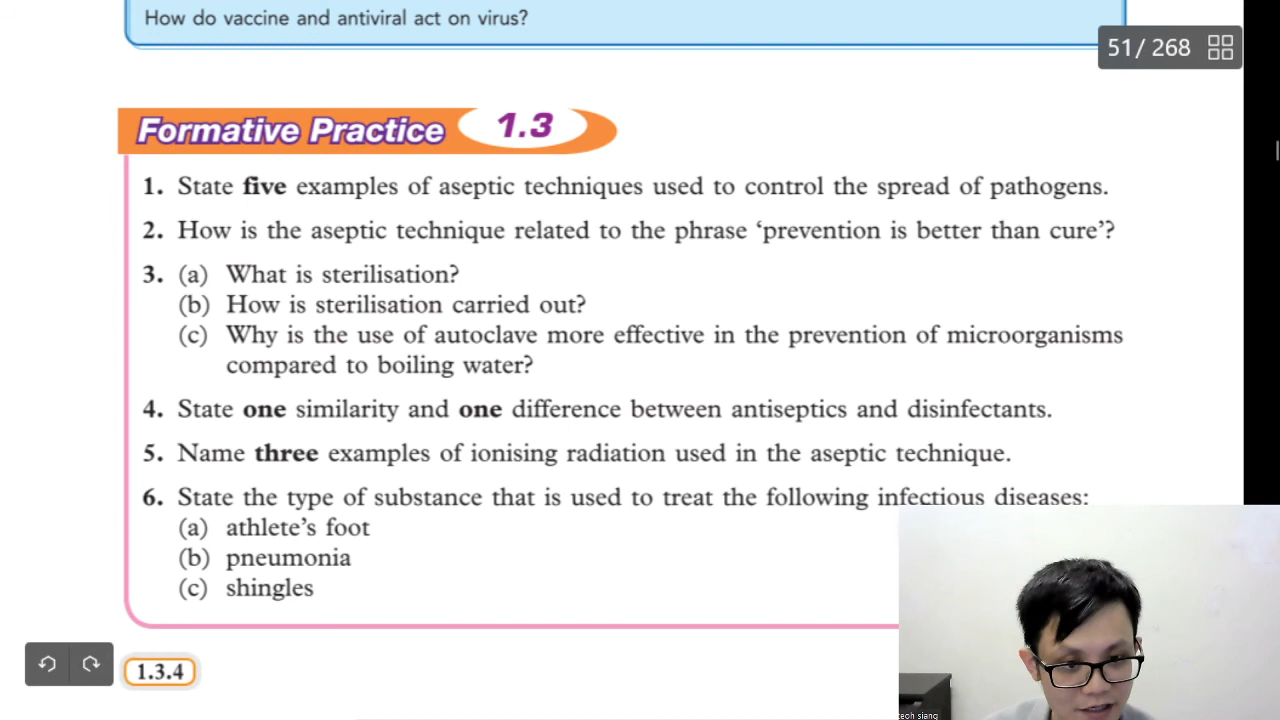 How do vaccine and antiviral act on virus?
51/ 268
Formative Practice 1.3
1. State five examples of aseptic techniques used to control the spread of pathogens.
2. How is the aseptic technique related to the phrase ‘prevention is better than cure’?
3. (a) What is sterilisation?
(b) How is sterilisation carried out?
(c) Why is the use of autoclave more effective in the prevention of microorganisms
compared to boiling water?
4. State one similarity and one difference between antiseptics and disinfectants.
5. Name three examples of ionising radiation used in the aseptic technique.
6. State the type of substance that is used to treat the following infectious diseases:
(a) athlete’s foot
(b) pneumonia
(c) shingles
1.3.4
teoh siang